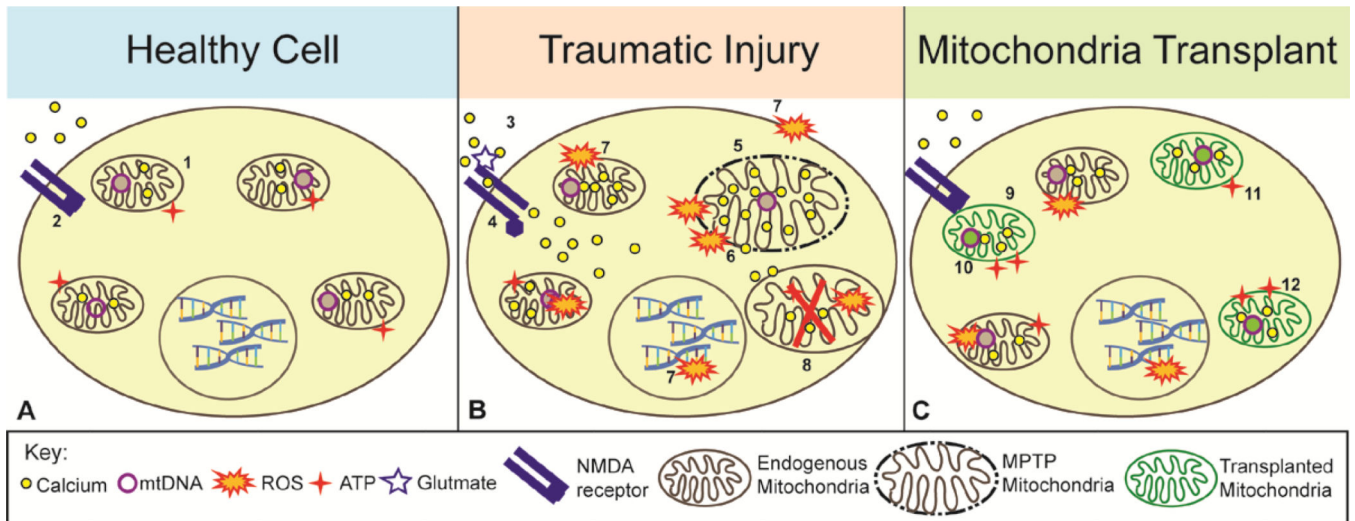 Healthy Cell
Traumatic Injury
Mitochondria Transplant
1
2
A
3
4
5
6
7
7
7
8
B
9
10
11
12
C
Key:
Calcium
mtDNA
ROS
ATP
Glutmate
NMDA
receptor
Endogenous
Mitochondria
MPTP
Mitochondria
Transplanted
Mitochondria